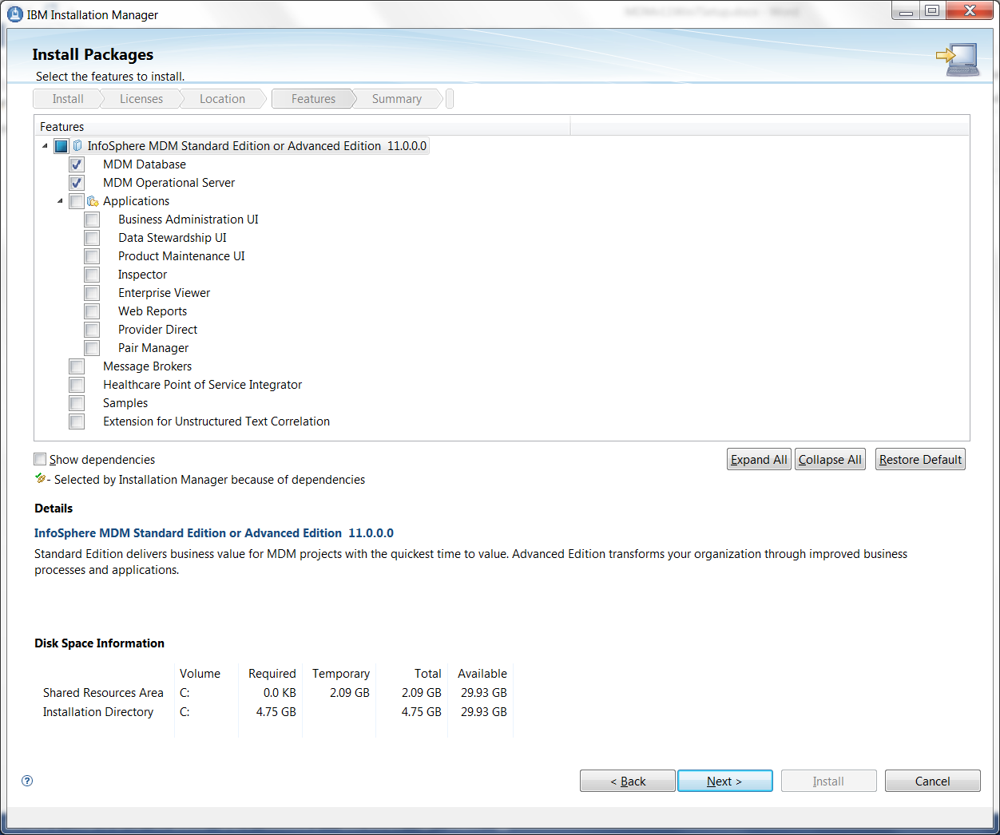 IBM Installation Manager
Install Packages
Select the features to install.
Install
Licenses
Location
Features
Summary
Features
InfoSphere MDM Standard Edition or Advanced Edition 11.0.0.0
MDM Database
MDM Operational Server
Applications
Business Administration UI
Data Stewardship UI
Product Maintenance UI
Inspector
Enterprise Viewer
Web Reports
Provider Direct
Pair Manager
Message Brokers
Healthcare Point of Service Integrator
Samples
Extension for Unstructured Text Correlation
Show dependencies
Expand All
Collapse All
Restore Default
- Selected by Installation Manager because of dependencies
Details
InfoSphere MDM Standard Edition or Advanced Edition 11.0.0.0
Standard Edition delivers business value for MDM projects with the quickest time to value. Advanced Edition transforms your organization through improved business
processes and applications.
Disk Space Information
Volume Required Temporary Total Available
Shared Resources Area C: 0.0 KB 2.09 GB 2.09 GB 29.93 GB
Installation Directory C: 4.75 GB 4.75 GB 29.93 GB
?
< Back
Next >
Install
Cancel